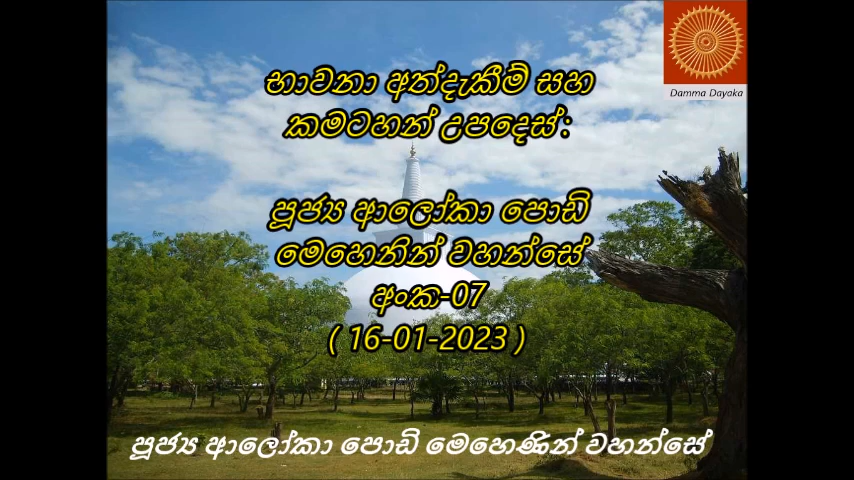 Damma Dayaka
භාවනා අත්දැකීම් සහ
කමටහන් උපදෙස්:
පූජ්‍ය ආලෝකා පොඩි
මෙහෙනින් වහන්සේ
අංක-07
( 16-01-2023 )
පූජ්‍ය ආලෝකා පොඩි මෙහෙණින් වහන්සේ